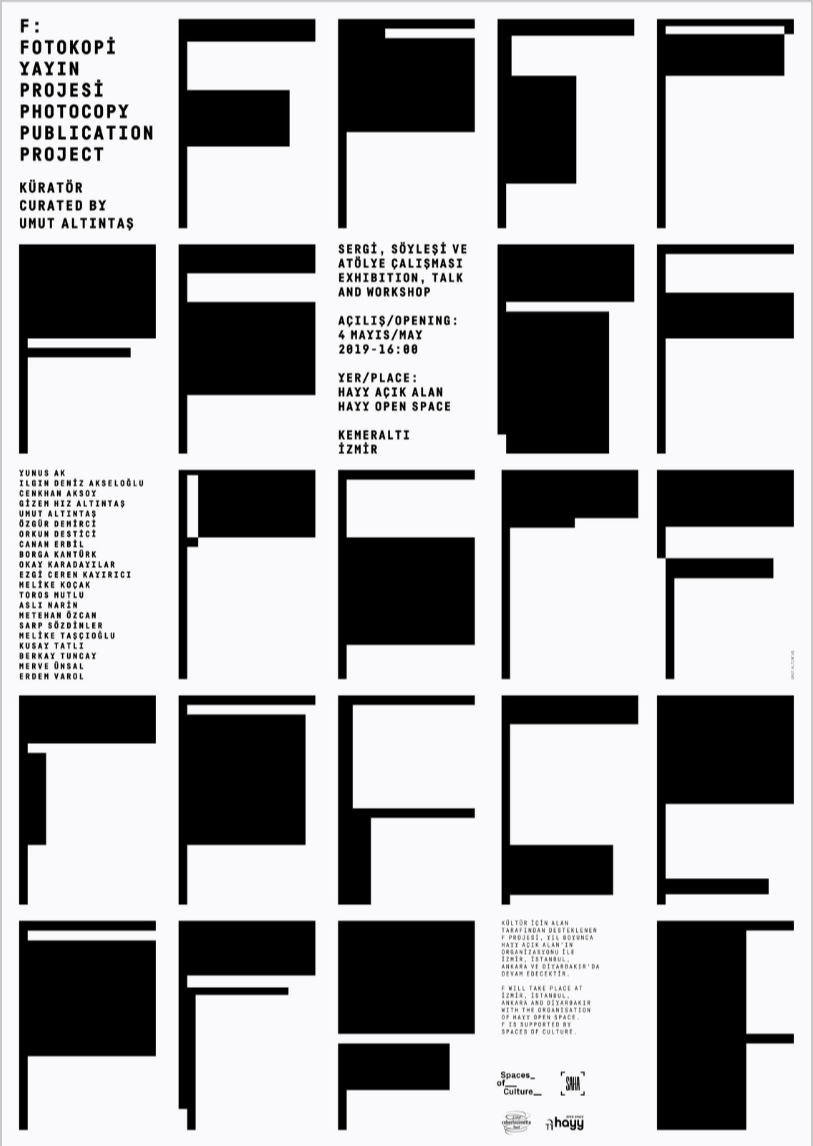 F:
FOTOKOPİ
YAYIN
PROJESİ
PHOTOCOPY
PUBLICATION
PROJECT
KÜRATÖR
CURATED BY
UMUT ALTINTAŞ
SERGİ, SÖYLEŞİ VE
ATÖLYE ÇALIŞMASI
EXHIBITION, TALK
AND WORKSHOP
AÇILIŞ/OPENING:
4 MAYIS/MAY
2019-16:00
YER/PLACE:
HAYY AÇIK ALAN
HAYY OPEN SPACE
KEMERALTI
İZMİR
YUNUS AK
ILGIN DENİZ AKSELOĞLU
CENKHAN AKSOY
GİZEM HIZ ALTINTAŞ
UMUT ALTINTAŞ
ÖZGÜR DEMİRCİ
ORKUN DESTİCİ
CANAN ERBİL
BORGA KANTÜRK
OKAY KARADAYILAR
EZGİ CEREN KAYIRICI
MELİKE KOÇAK
TOROS MUTLU
ASLI NARİN
METEHAN ÖZCAN
SARP SÖZDİNLER
MELİKE TAŞÇIOĞLU
KUSAY TATLI
BERKAY TUNCAY
MERVE ÜNSAL
ERDEM VAROL
KÜLTÜR İÇİN ALAN
TARAFINDAN DESTEKLENEN
F PROJESİ, YIL BOYUNCA
HAYY AÇIK ALAN'IN
ORGANİZASYONU İLE
İZMİR, İSTANBUL,
ANKARA VE DİYARBAKIR'DA
DEVAM EDECEKTİR.
F WILL TAKE PLACE AT
İZMİR, İSTANBUL,
ANKARA AND DİYARBAKIR
WITH THE ORGANISATION
OF HAYY OPEN SPACE.
F IS SUPPORTED BY
SPACES OF CULTURE.
Spaces_
of__
Culture__
SAHA
hayy